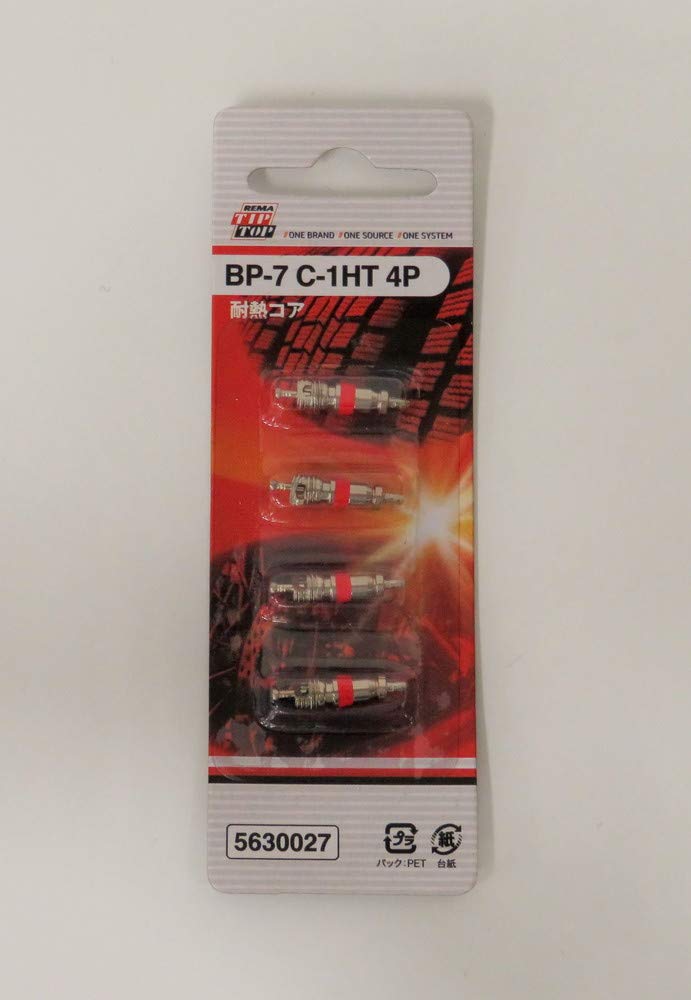 REMA
TIP
TOP
//ONE BRAND //ONE SOURCE //ONE SYSTEM
BP-7 C-1HT 4P
耐熱コア
5630027
プラ
紙
パック:PET
台紙